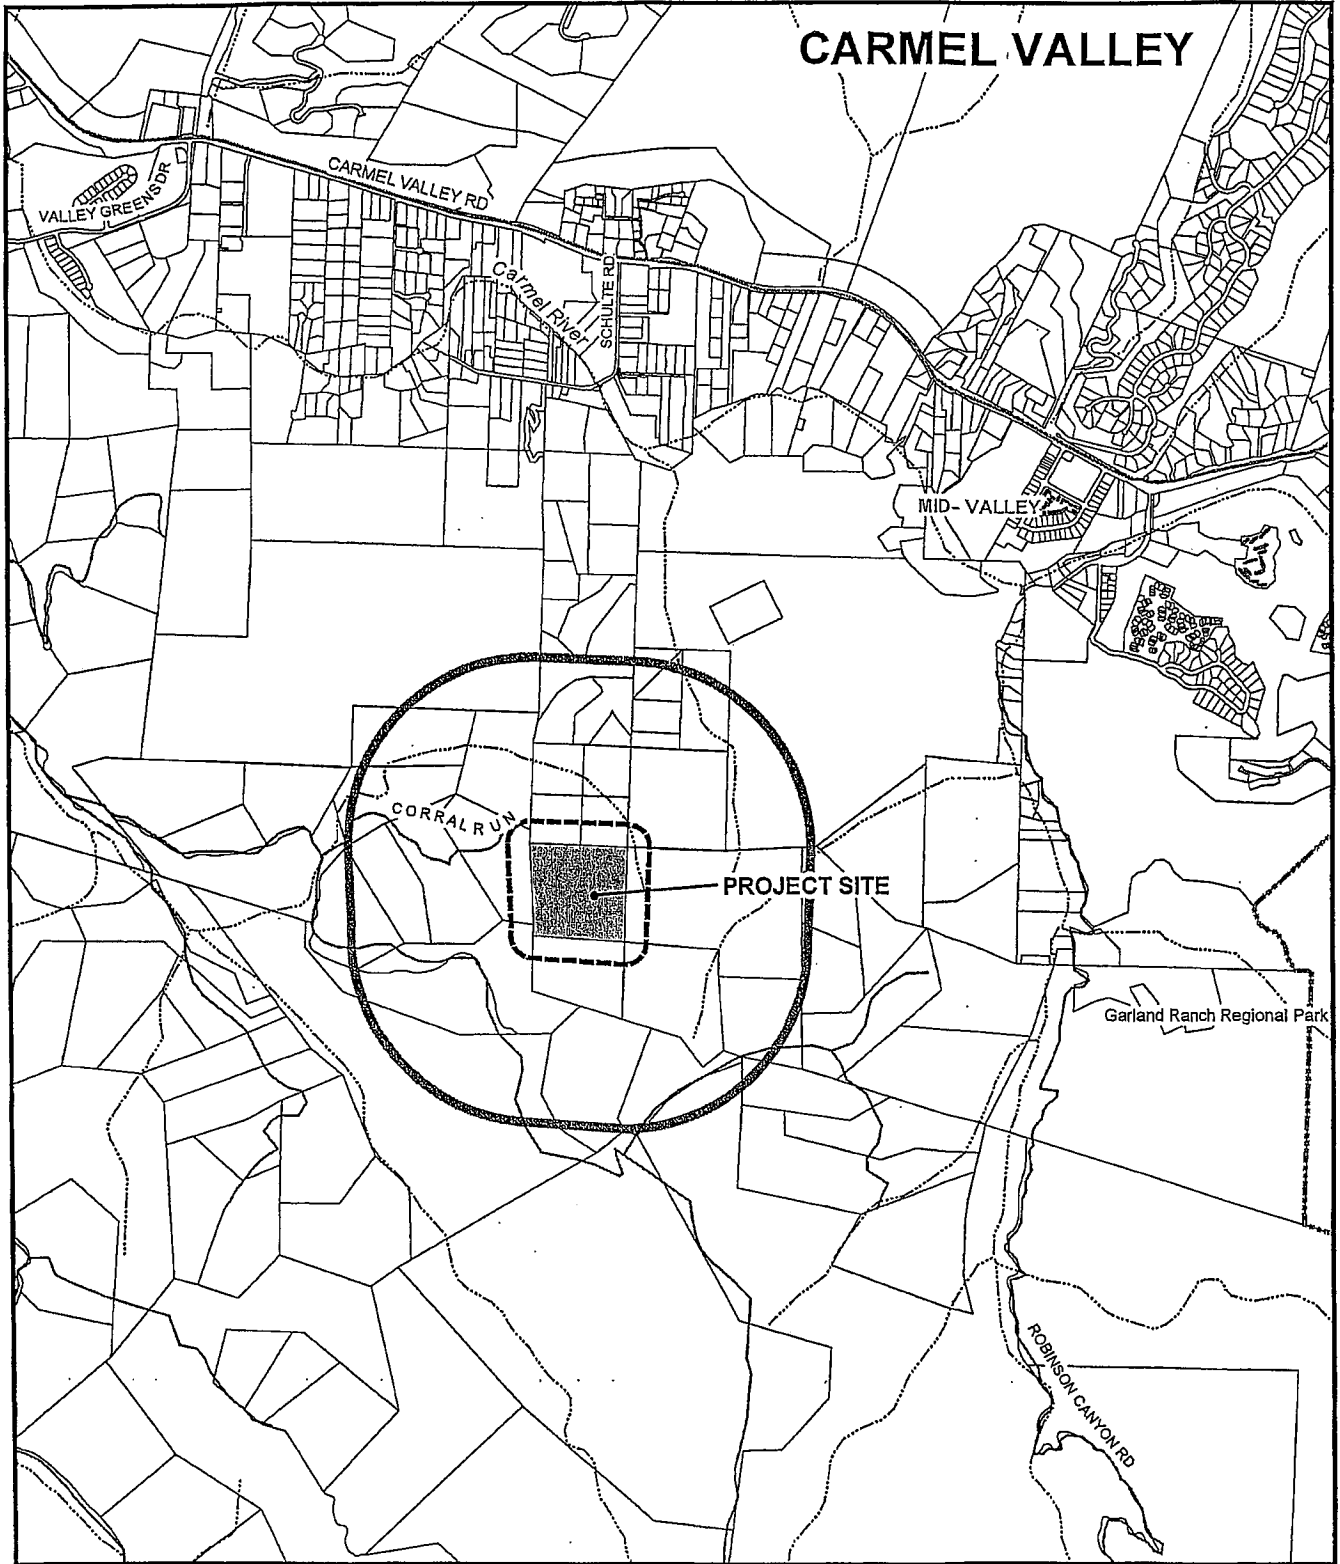 CARMEL VALLEY
CARMEL VALLEY RD
VALLEY GREENS DR
Carmel River
SCHULTE RD
MID-VALLEY
CORRAL RUN
PROJECT SITE
Garland Ranch Regional Park
ROBINSON CANYON RD